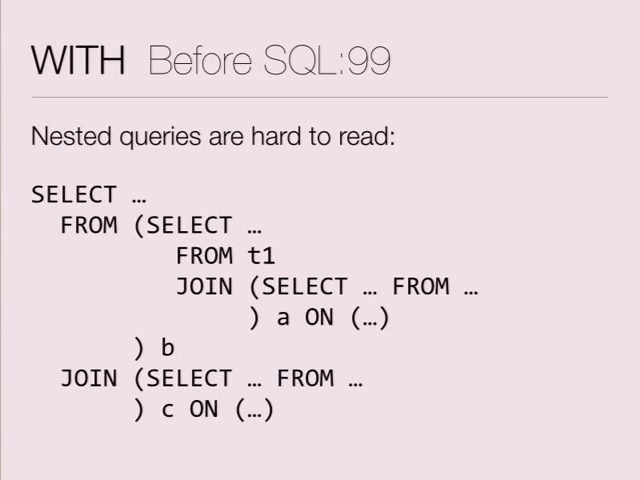 WITH Before SQL:99
Nested queries are hard to read:
SELECT …
FROM (SELECT …
FROM t1
JOIN (SELECT … FROM …
) a ON (…)
) b
JOIN (SELECT … FROM …
) c ON (…)